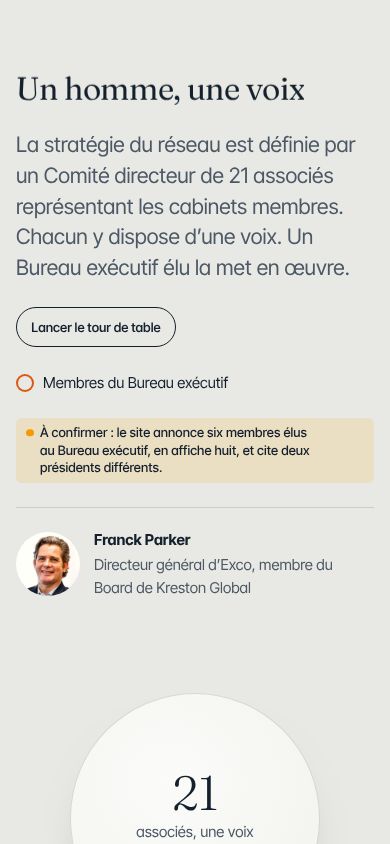 Un homme, une voix
La stratégie du réseau est définie par
un Comité directeur de 21 associés
représentant les cabinets membres.
Chacun y dispose d’une voix. Un
Bureau exécutif élu la met en œuvre.
Lancer le tour de table
Membres du Bureau exécutif
À confirmer : le site annonce six membres élus
au Bureau exécutif, en affiche huit, et cite deux
présidents différents.
Franck Parker
Directeur général d’Exco, membre du
Board de Kreston Global
21
associés, une voix